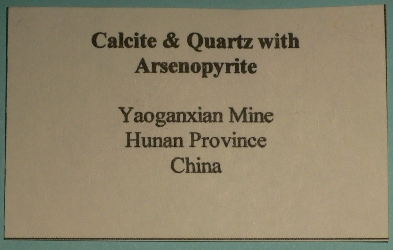 Calcite & Quartz with
Arsenopyrite
Yaoganxian Mine
Hunan Province
China